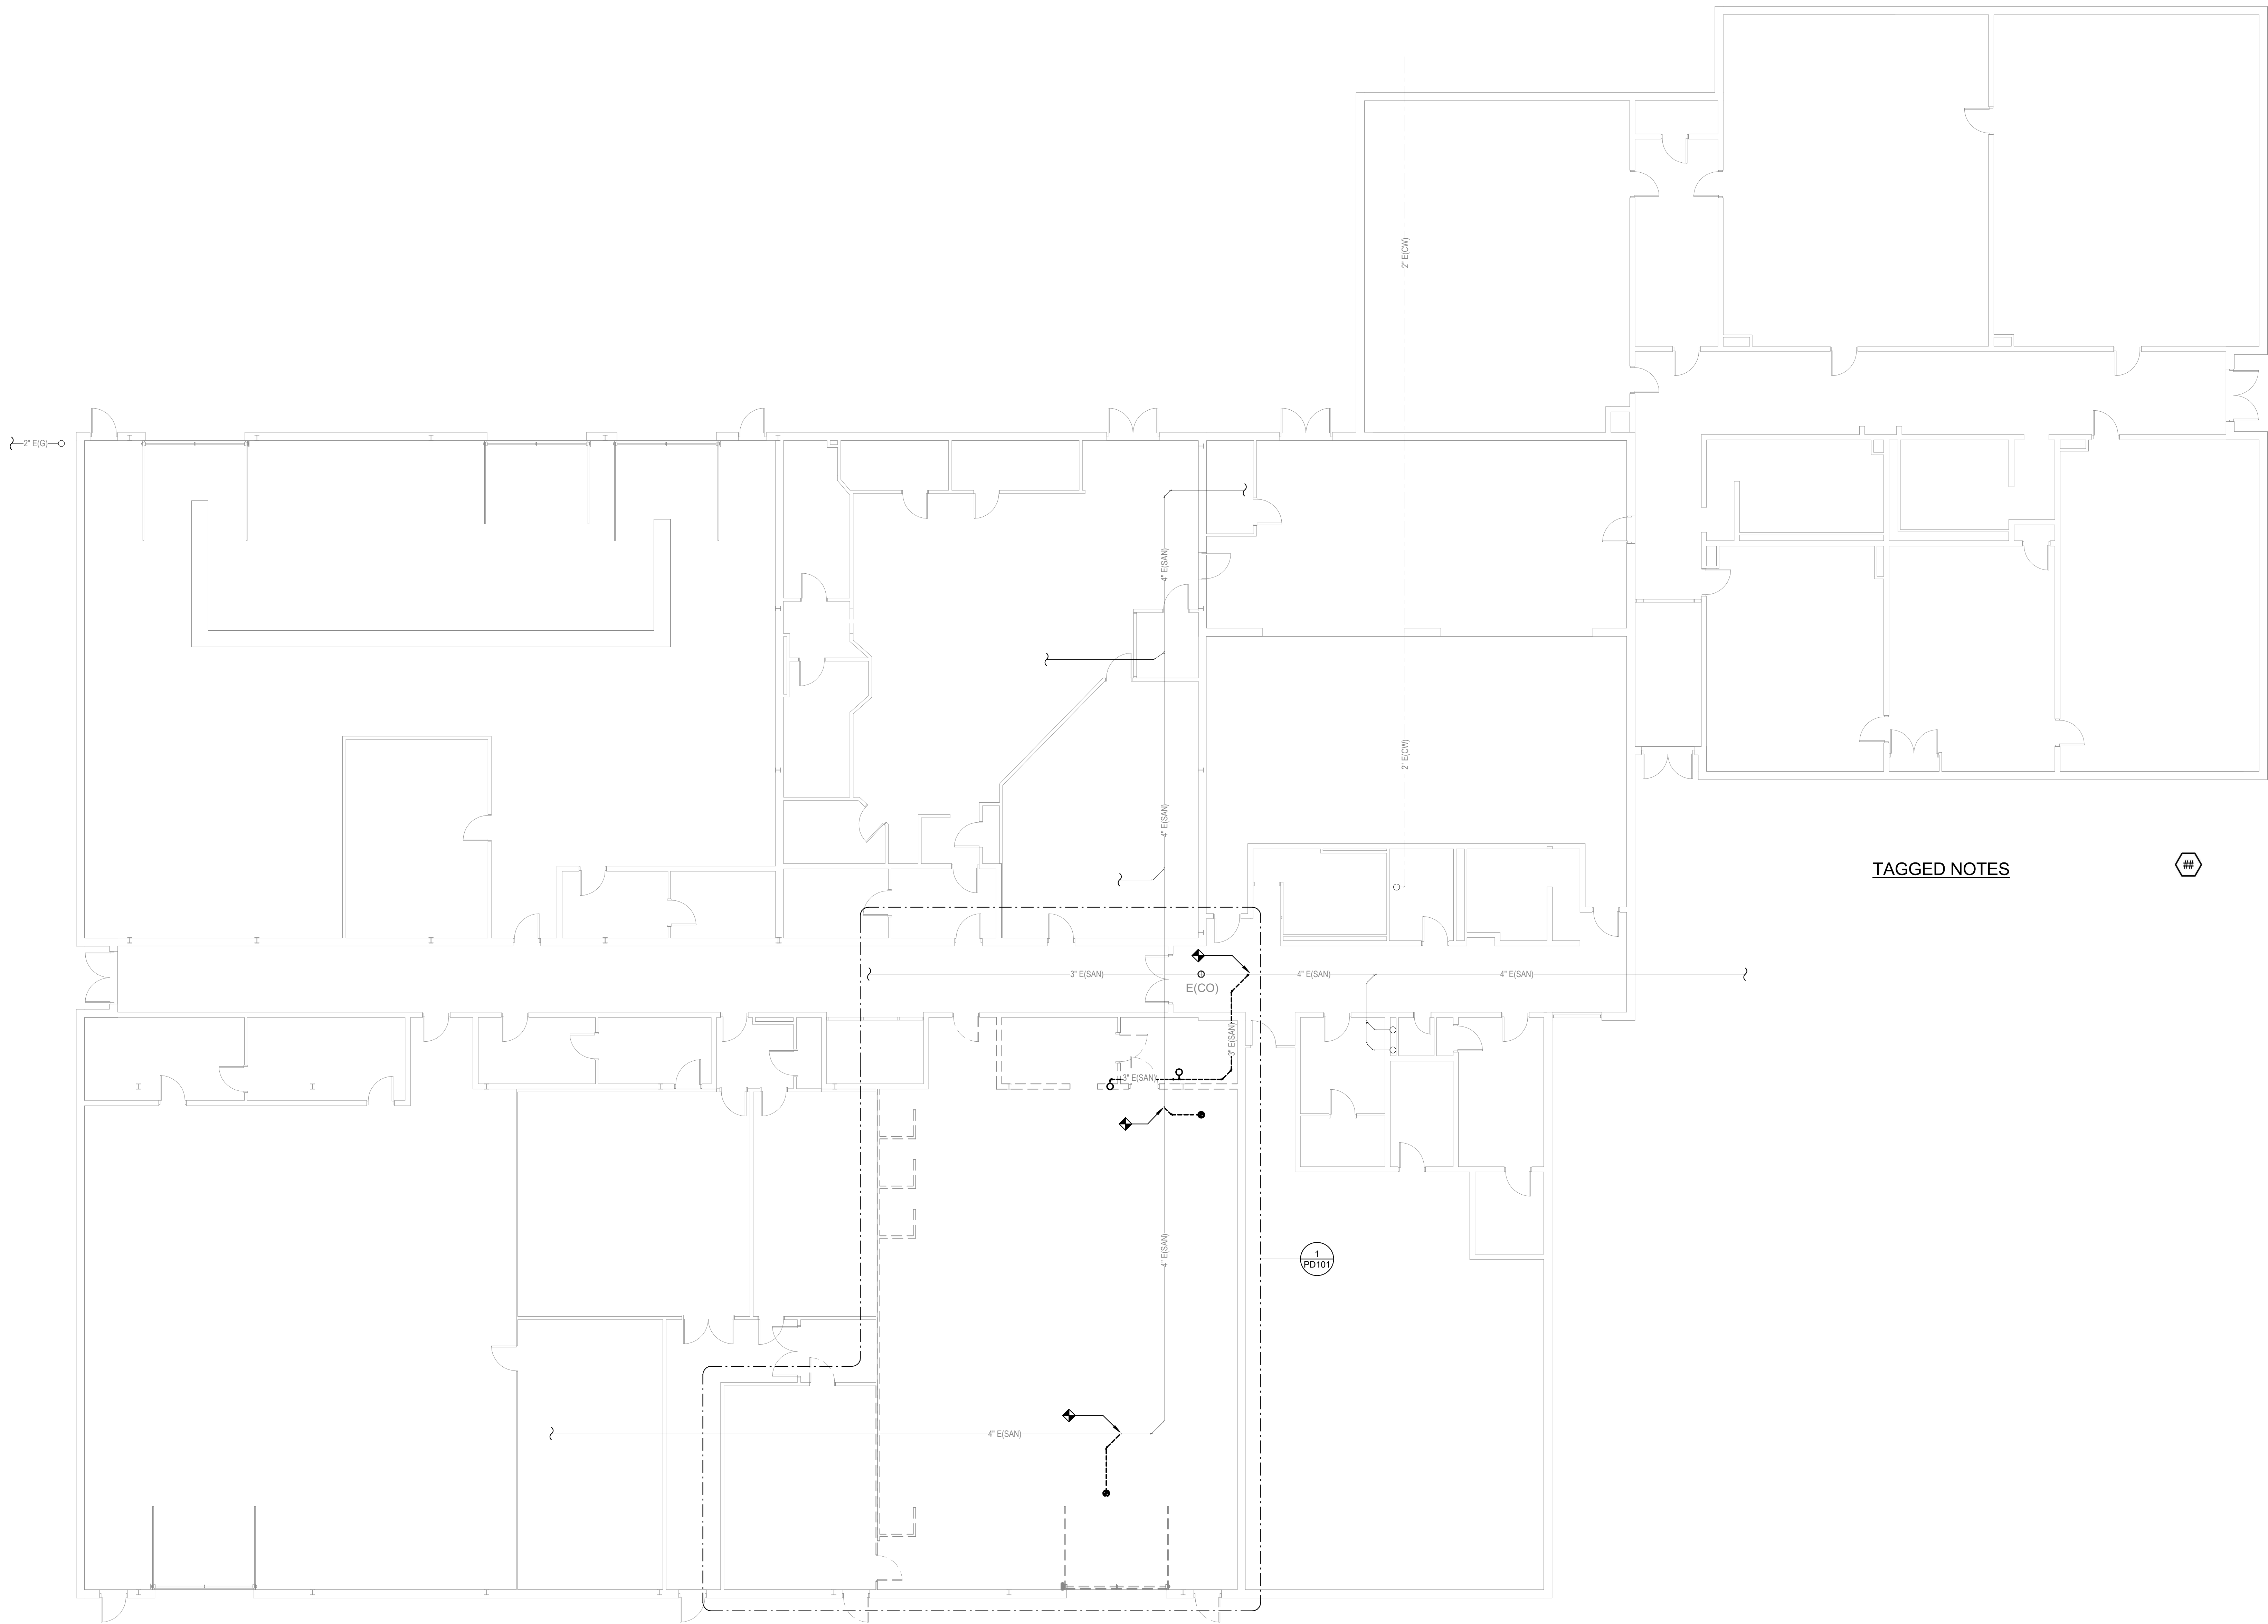 2" E(CW)
2" E(G)
4" E(SAN)
2" E(CW)
4" E(SAN)
TAGGED NOTES
##
3" E(SAN)
4" E(SAN)
4" E(SAN)
E(CO)
3" E(SAN)
3" E(SAN)
4" E(SAN)
1
PD101
4" E(SAN)